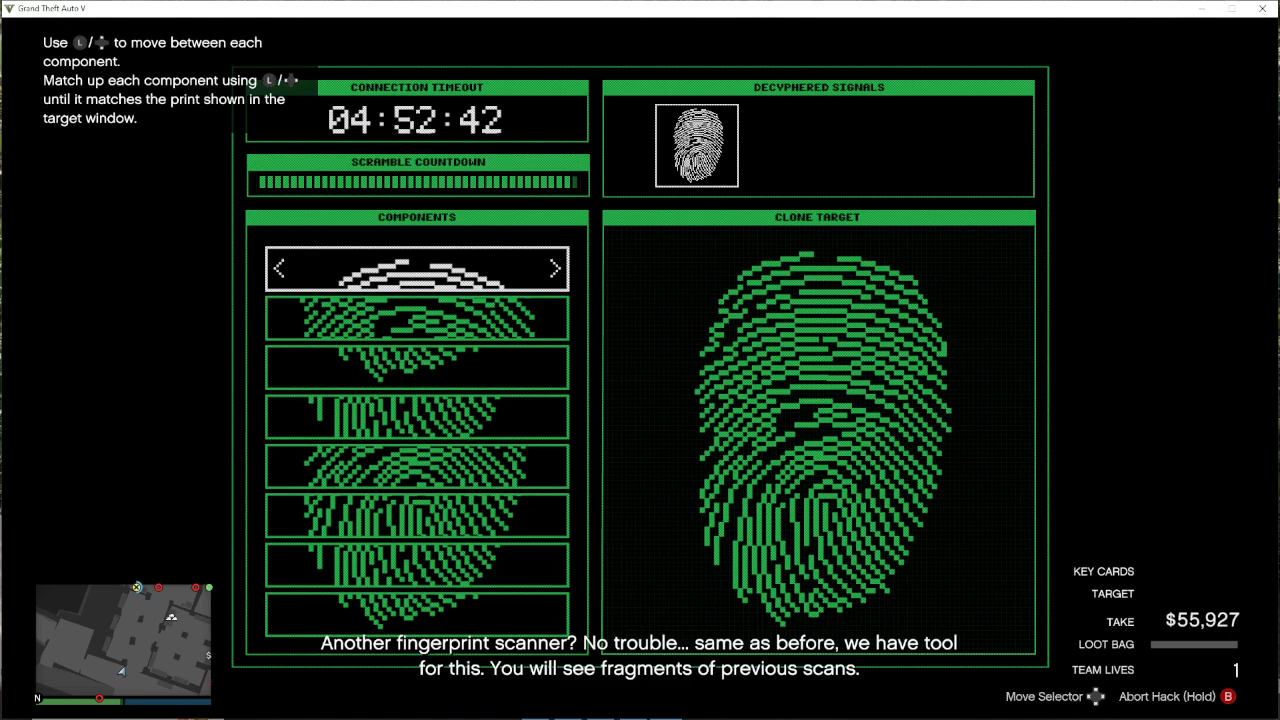 Grand Theft Auto V
Use L/ to move between each
component.
Match up each component using L/
until it matches the print shown in the
target window.
CONNECTION TIMEOUT
04:52:42
SCRAMBLE COUNTDOWN
DECYPHERED SIGNALS
COMPONENTS
CLONE TARGET
Another fingerprint scanner? No trouble... same as before, we have tool
for this. You will see fragments of previous scans.
N
$
KEY CARDS
TARGET
TAKE $55,927
LOOT BAG
TEAM LIVES 1
Move Selector Abort Hack (Hold) B